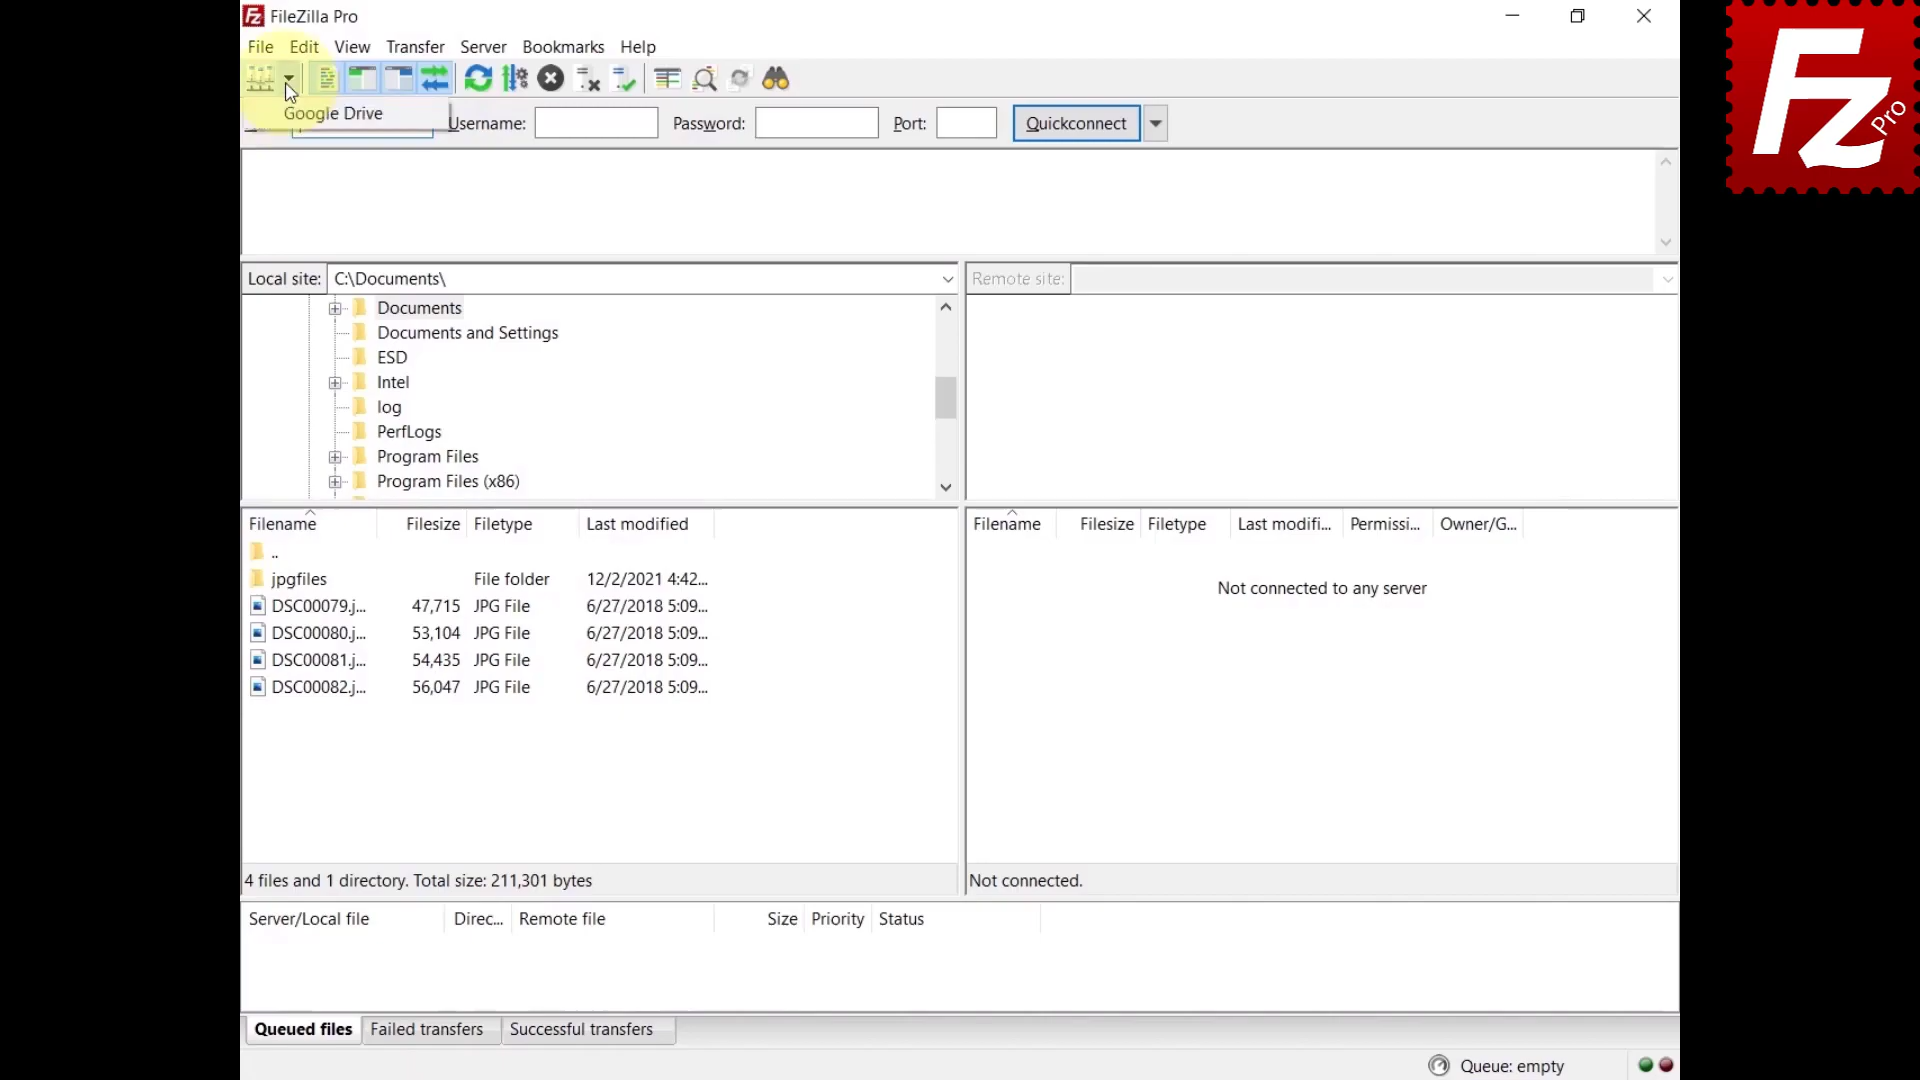 FileZilla Pro
File Edit View Transfer Server Bookmarks Help
Google Drive
Username: Password: Port: Quickconnect
Local site: C:\Documents\
Remote site:
Documents
Documents and Settings
ESD
Intel
log
PerfLogs
Program Files
Program Files (x86)
Filename Filesize Filetype Last modified
..
jpgfiles File folder 12/2/2021 4:42...
DSC00079.j... 47,715 JPG File 6/27/2018 5:09...
DSC00080.j... 53,104 JPG File 6/27/2018 5:09...
DSC00081.j... 54,435 JPG File 6/27/2018 5:09...
DSC00082.j... 56,047 JPG File 6/27/2018 5:09...
4 files and 1 directory. Total size: 211,301 bytes
Filename Filesize Filetype Last modifi... Permissi... Owner/G...
Not connected to any server
Not connected.
Server/Local file Direc... Remote file Size Priority Status
Queued files Failed transfers Successful transfers
Queue: empty
Fz Pro